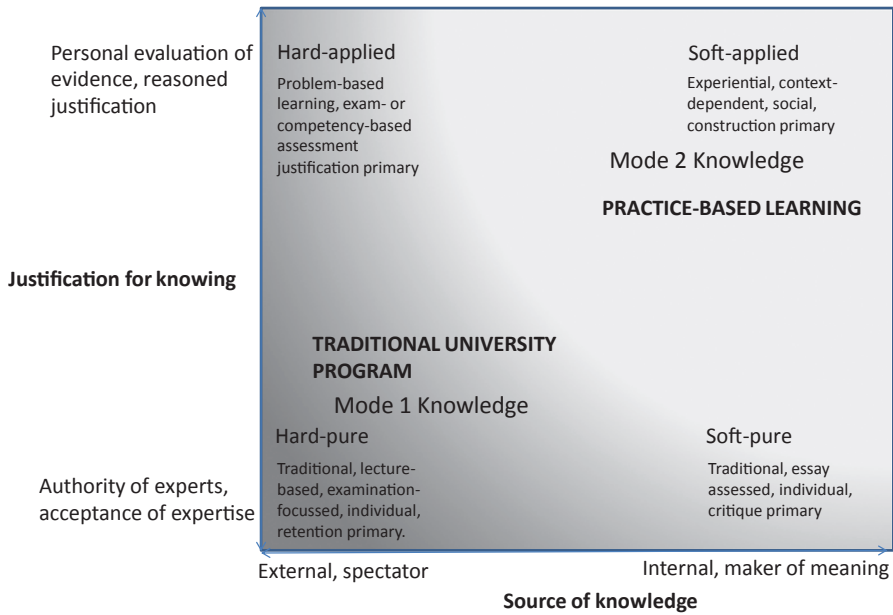 Personal evaluation of
evidence, reasoned
justification
Hard-applied
Problem-based
learning, exam- or
competency-based
assessment
justification primary
Soft-applied
Experiential, context-
dependent, social,
construction primary
Mode 2 Knowledge
PRACTICE-BASED LEARNING
Justification for knowing
TRADITIONAL UNIVERSITY
PROGRAM
Mode 1 Knowledge
Hard-pure
Traditional, lecture-
based, examination-
focussed, individual,
retention primary.
Soft-pure
Traditional, essay
assessed, individual,
critique primary
Authority of experts,
acceptance of expertise
External, spectator
Internal, maker of meaning
Source of knowledge